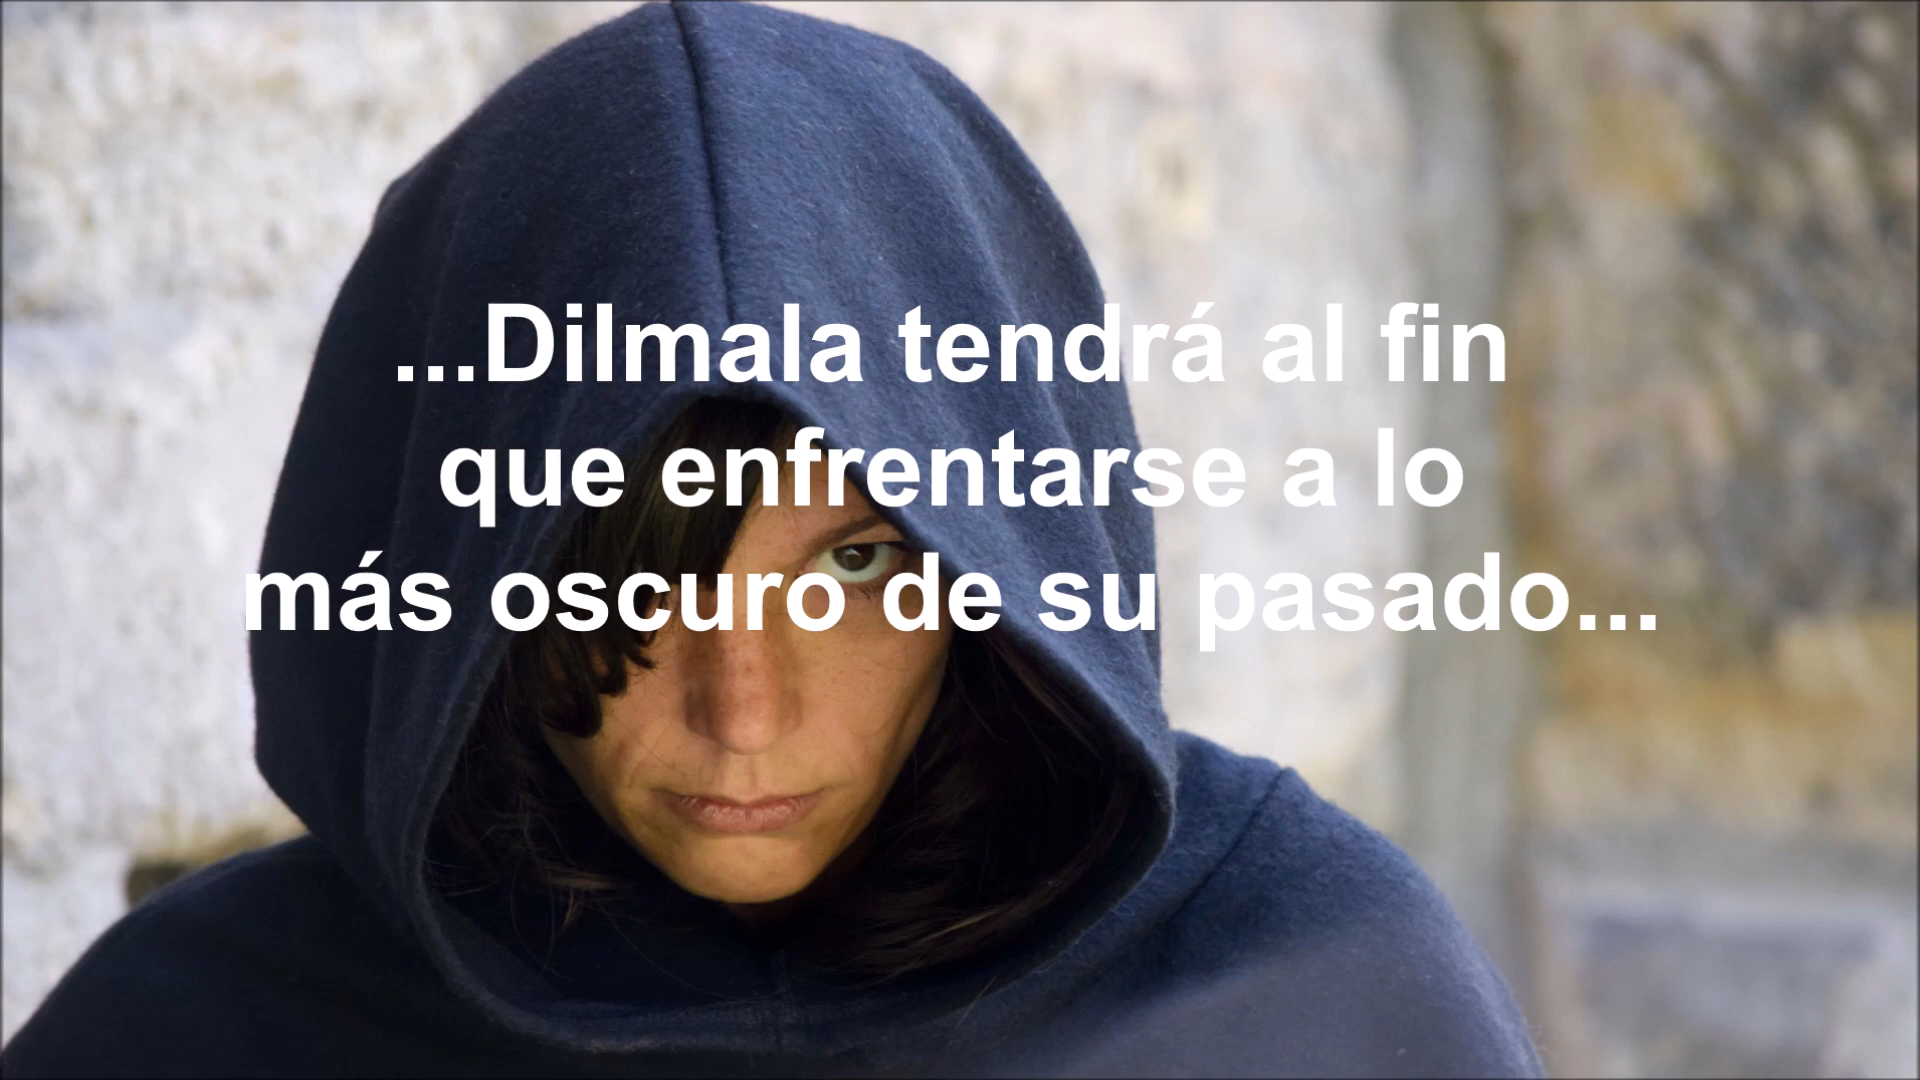 ...Dilmala tendrá al fin
que enfrentarse a lo
más oscuro de su pasado...